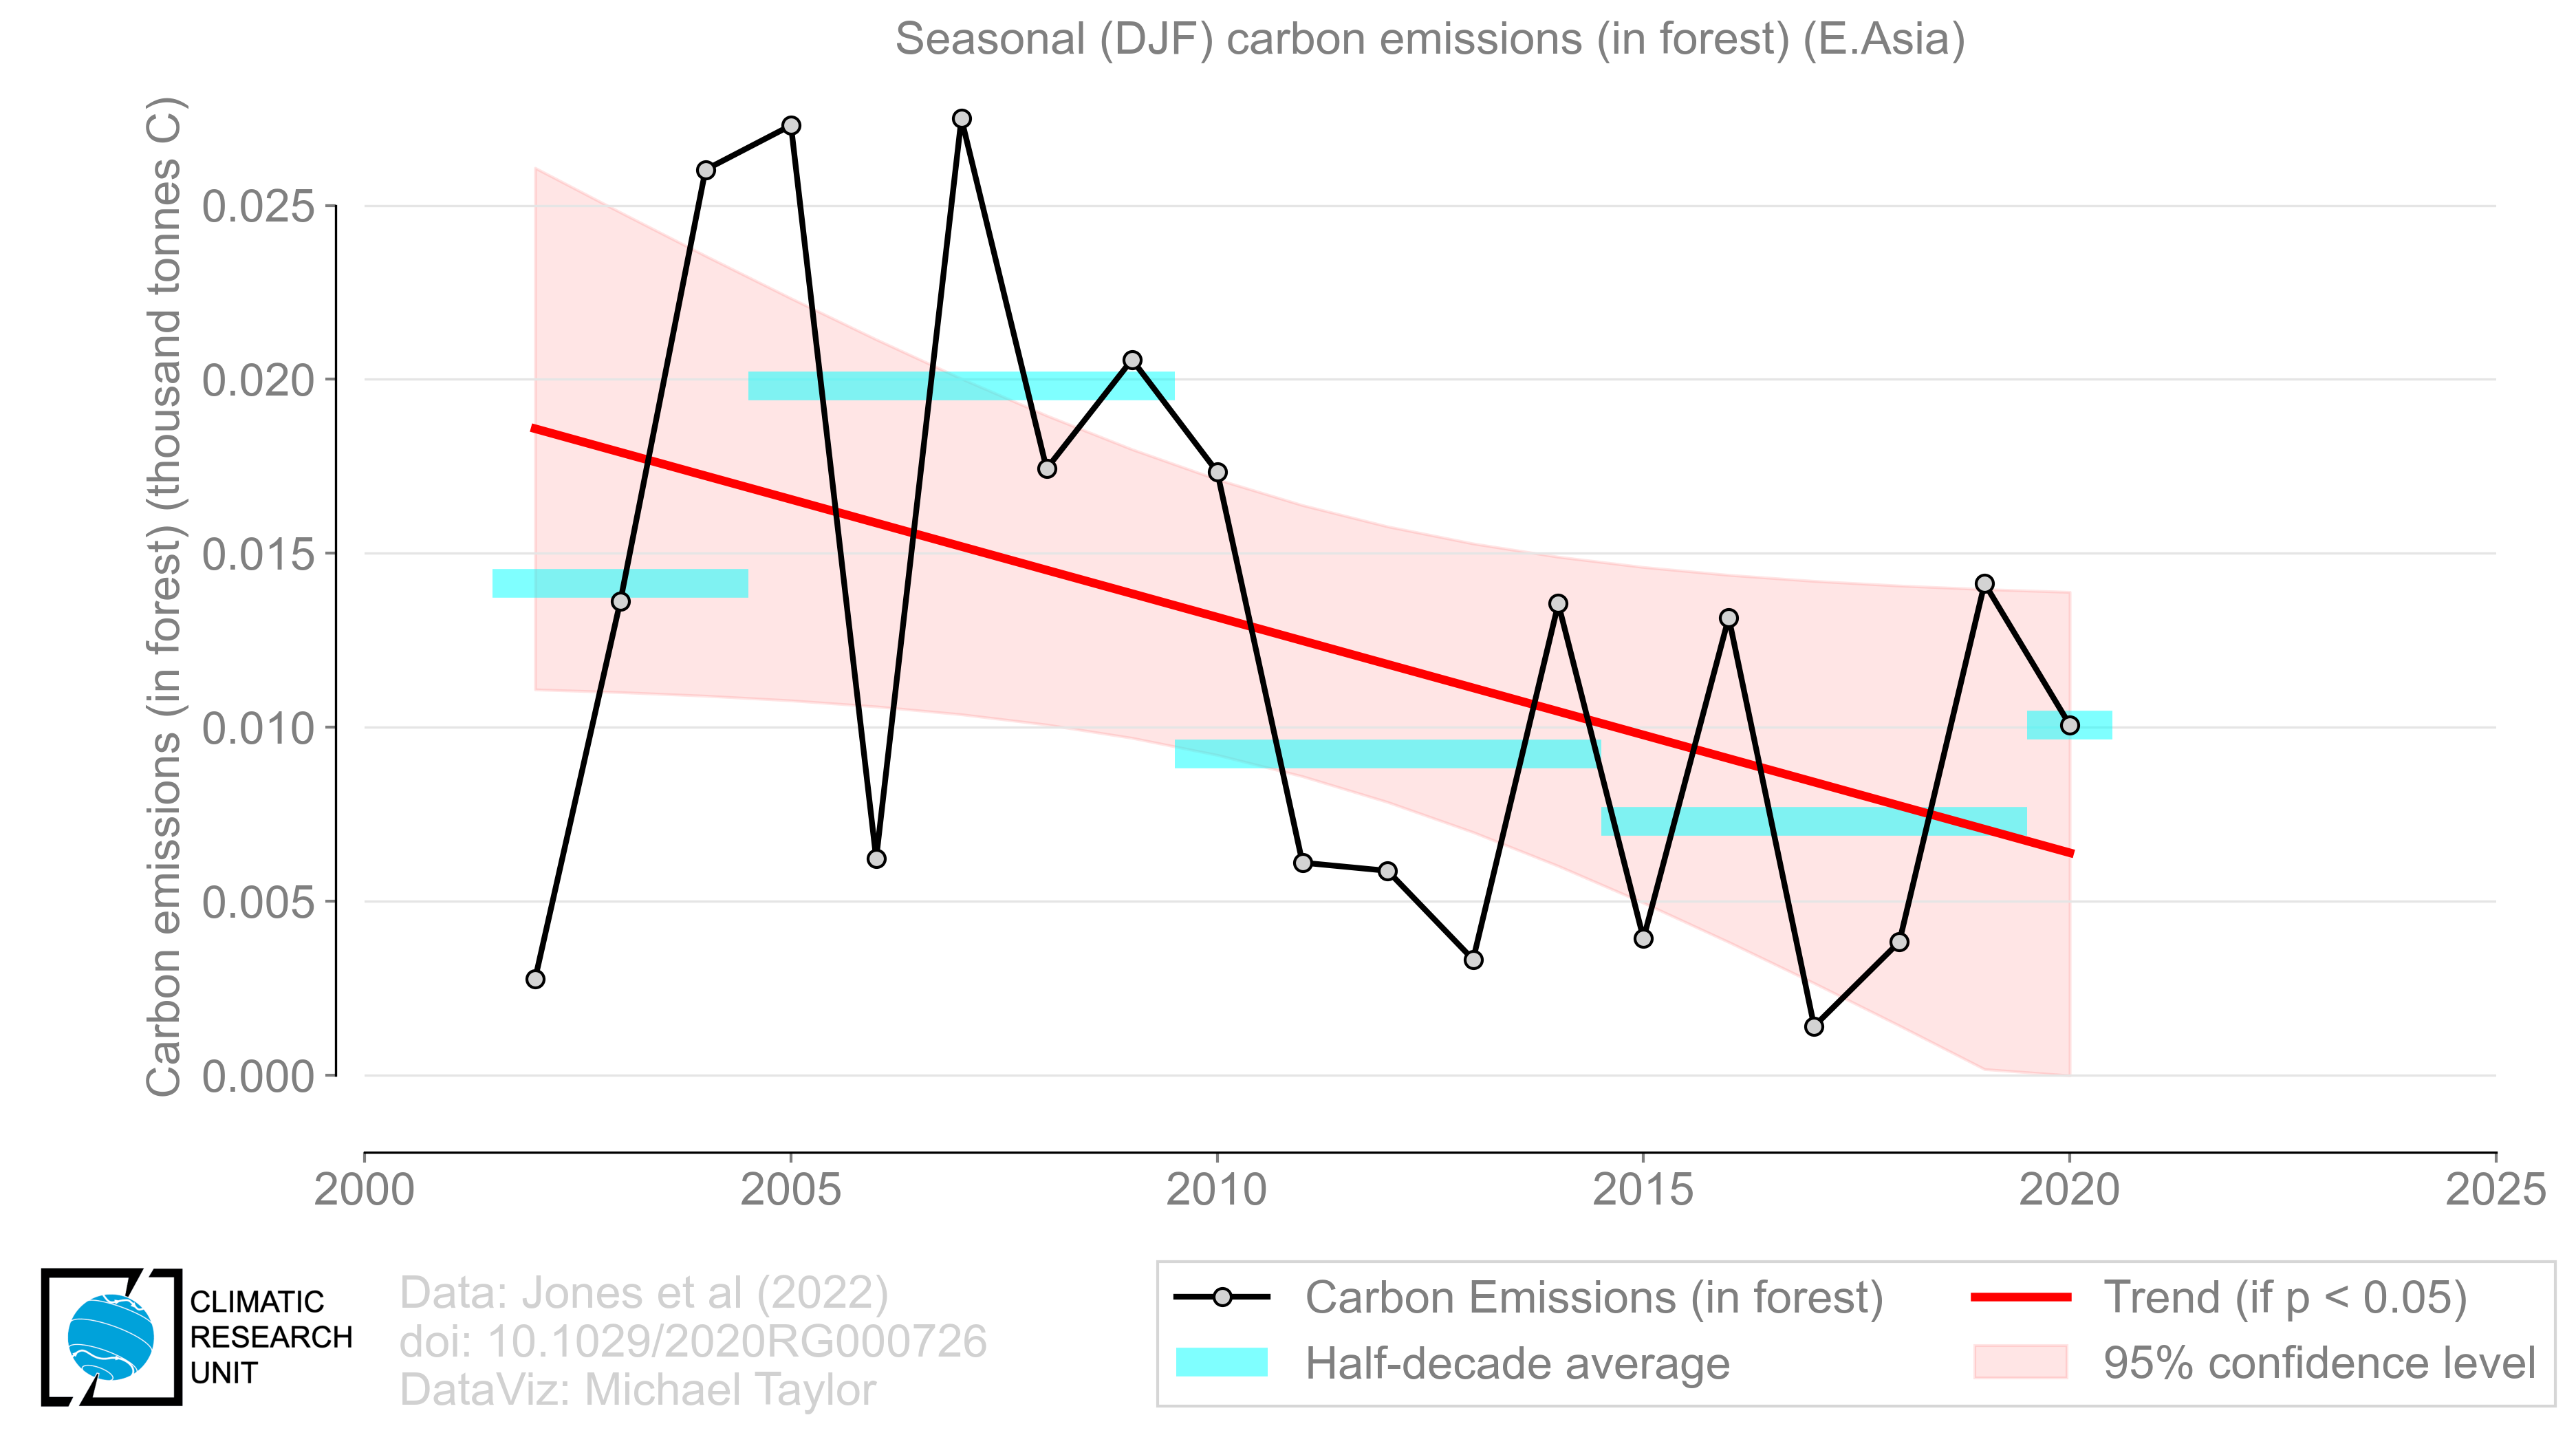 Seasonal (DJF) carbon emissions (in forest) (E.Asia)
Carbon emissions (in forest) (thousand tonnes C)
0.025
0.020
0.015
0.010
0.005
0.000
2000 2005 2010 2015 2020 2025
CLIMATIC
RESEARCH
UNIT
Data: Jones et al (2022)
doi: 10.1029/2020RG000726
DataViz: Michael Taylor
Carbon Emissions (in forest)
Half-decade average
Trend (if p < 0.05)
95% confidence level